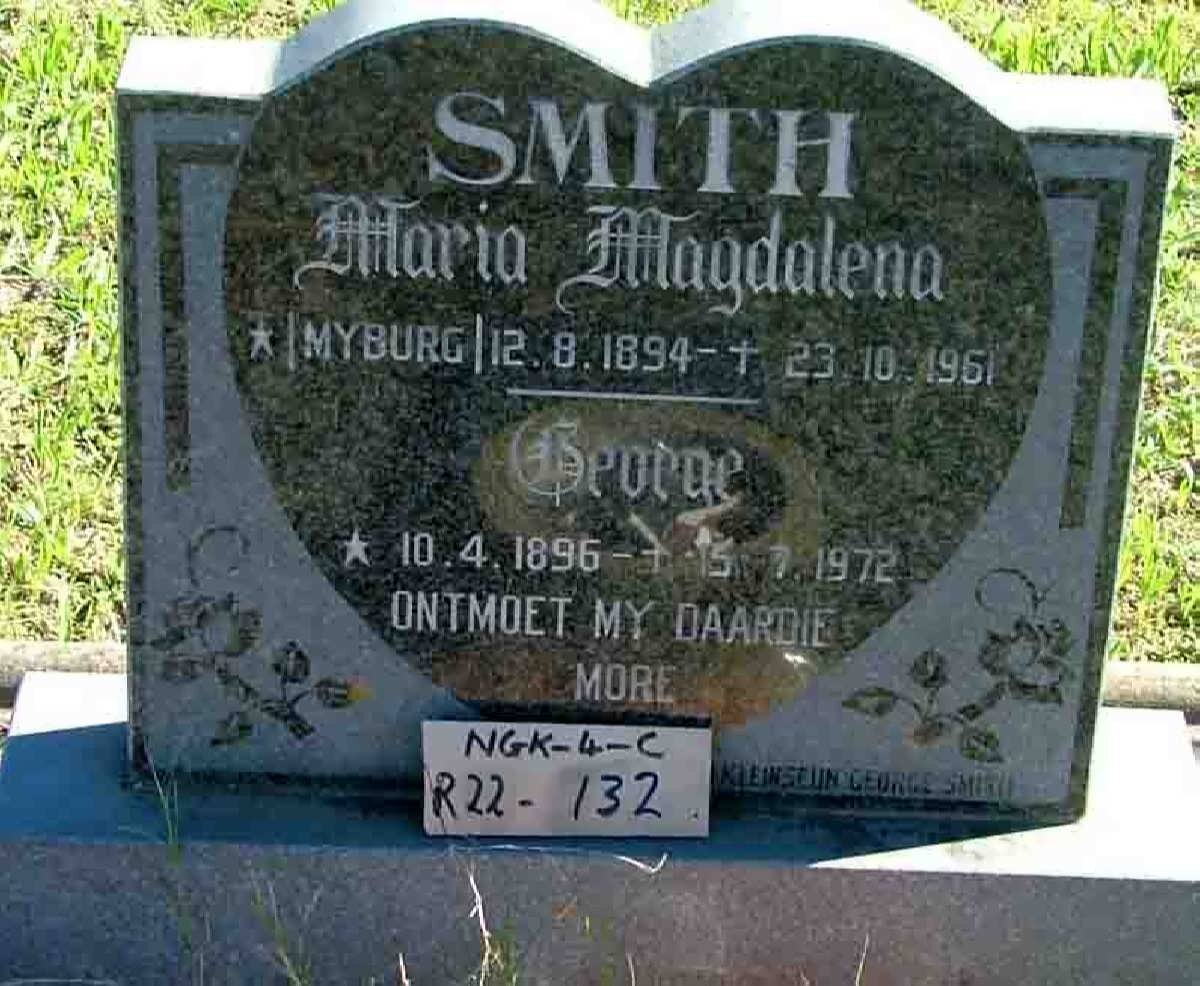 SMITH
Maria Magdalena
★ |MYBURG| 12.8.1894 – † 23.10.1961
George
★ 10.4.1896 – † 15.7.1972
ONTMOET MY DAARDIE
MORE
NGK-4-C
R22- 132
KLEINSEUN GEORGE SMITH